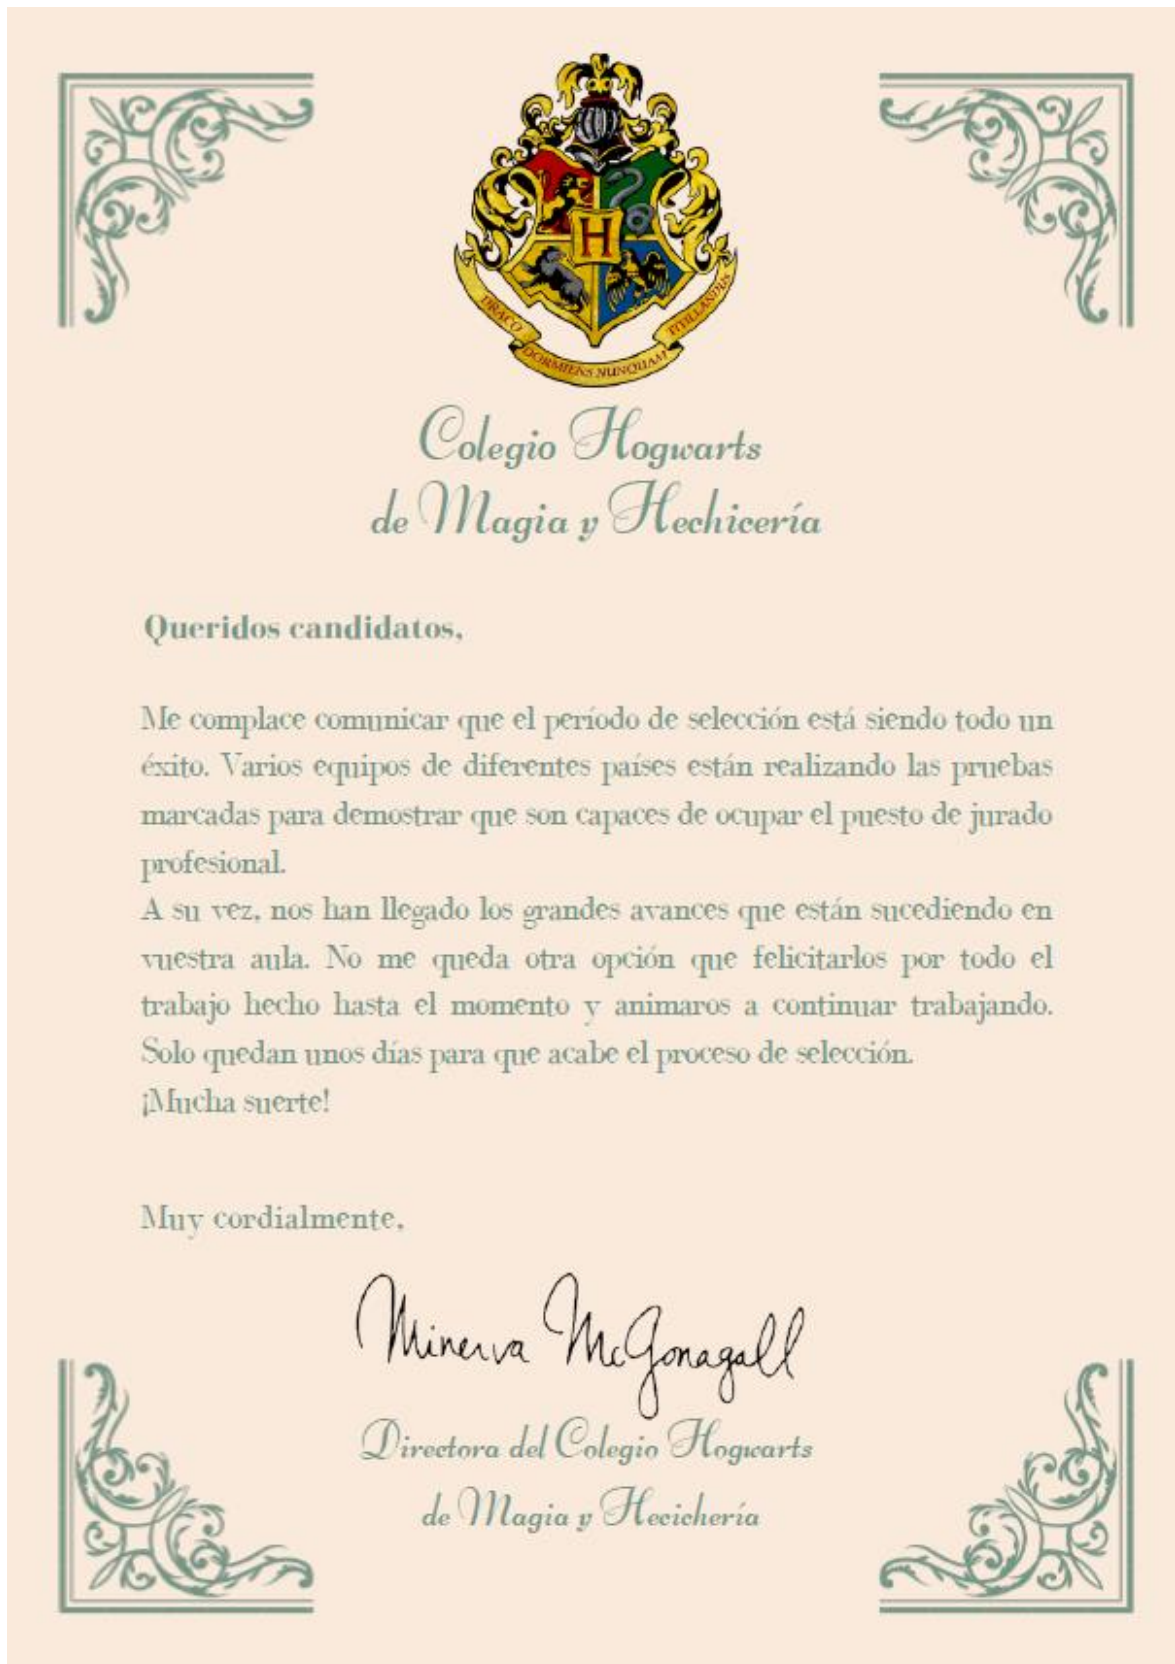 H
DRACO
DORMIENS NUNQUAM
TITILLANDUS
Colegio Hogwarts
de Magia y Hechicería
Queridos candidatos,
Me complace comunicar que el período de selección está siendo todo un
éxito. Varios equipos de diferentes países están realizando las pruebas
marcadas para demostrar que son capaces de ocupar el puesto de jurado
profesional.
A su vez, nos han llegado los grandes avances que están sucediendo en
vuestra aula. No me queda otra opción que felicitarlos por todo el
trabajo hecho hasta el momento y animaros a continuar trabajando.
Solo quedan unos días para que acabe el proceso de selección.
¡Mucha suerte!
Muy cordialmente,
Minerva McGonagall
Directora del Colegio Hogwarts
de Magia y Hecichería